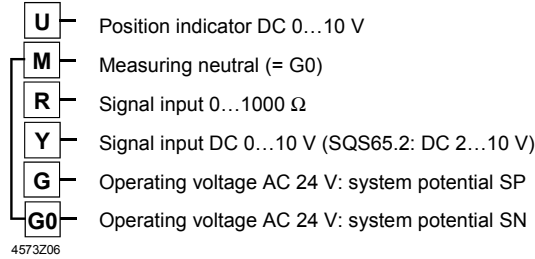 U Position indicator DC 0…10 V
M Measuring neutral (= G0)
R Signal input 0…1000 Ω
Y Signal input DC 0…10 V (SQS65.2: DC 2…10 V)
G Operating voltage AC 24 V: system potential SP
G0 Operating voltage AC 24 V: system potential SN
4573Z06